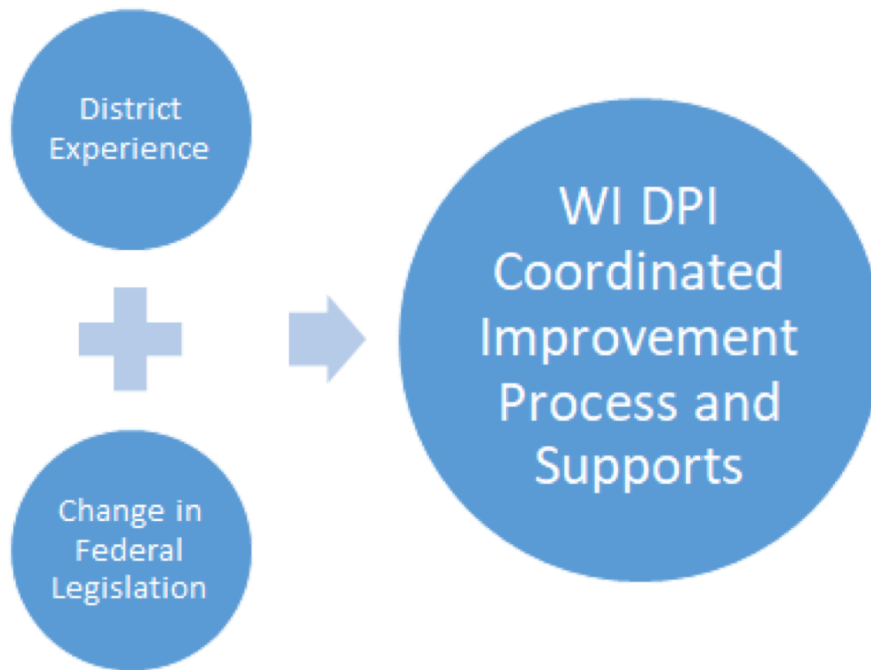 District
Experience
Change in
Federal
Legislation
WI DPI
Coordinated
Improvement
Process and
Supports